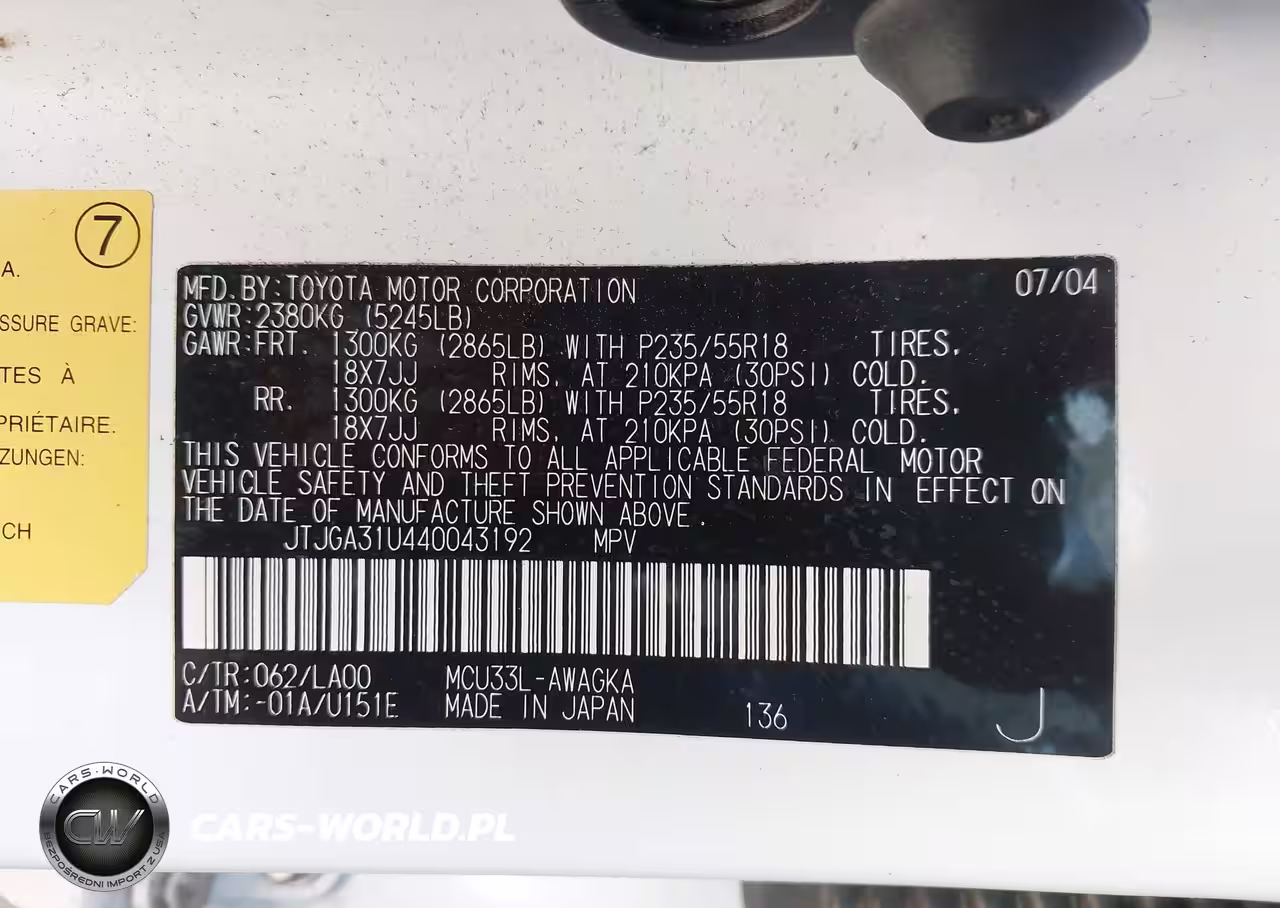 7
A.
SSURE GRAVE:
TES À
PRIÉTAIRE.
ZUNGEN:
CH
MFD. BY:TOYOTA MOTOR CORPORATION 07/04
GVWR:2380KG (5245LB)
GAWR:FRT. 1300KG (2865LB) WITH P235/55R18 TIRES,
18X7JJ RIMS, AT 210KPA (30PSI) COLD.
RR. 1300KG (2865LB) WITH P235/55R18 TIRES,
18X7JJ RIMS, AT 210KPA (30PSI) COLD.
THIS VEHICLE CONFORMS TO ALL APPLICABLE FEDERAL MOTOR
VEHICLE SAFETY AND THEFT PREVENTION STANDARDS IN EFFECT ON
THE DATE OF MANUFACTURE SHOWN ABOVE.
JTJGA31U440043192 MPV
C/TR:062/LA00 MCU33L-AWAGKA
A/TM:-01A/U151E MADE IN JAPAN 136 J
CARS-WORLD
CW
BEZPOŚREDNI IMPORT Z USA
CARS-WORLD.PL